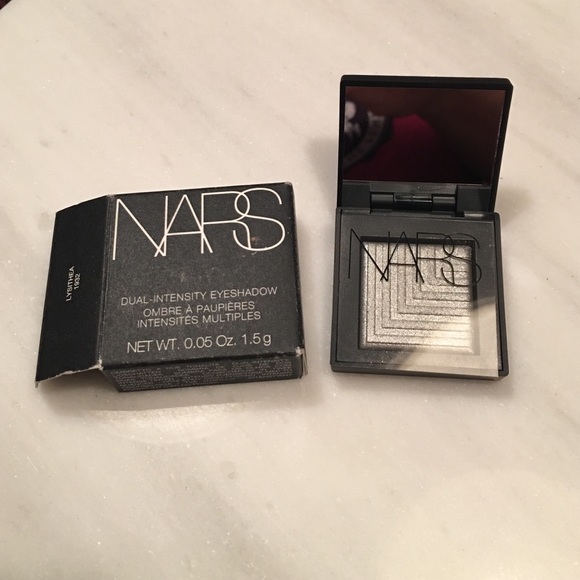 LYSITHEA
1932
NARS
DUAL-INTENSITY EYESHADOW
OMBRE À PAUPIÈRES
INTENSITÉS MULTIPLES
NET WT. 0.05 Oz. 1.5 g
NARS